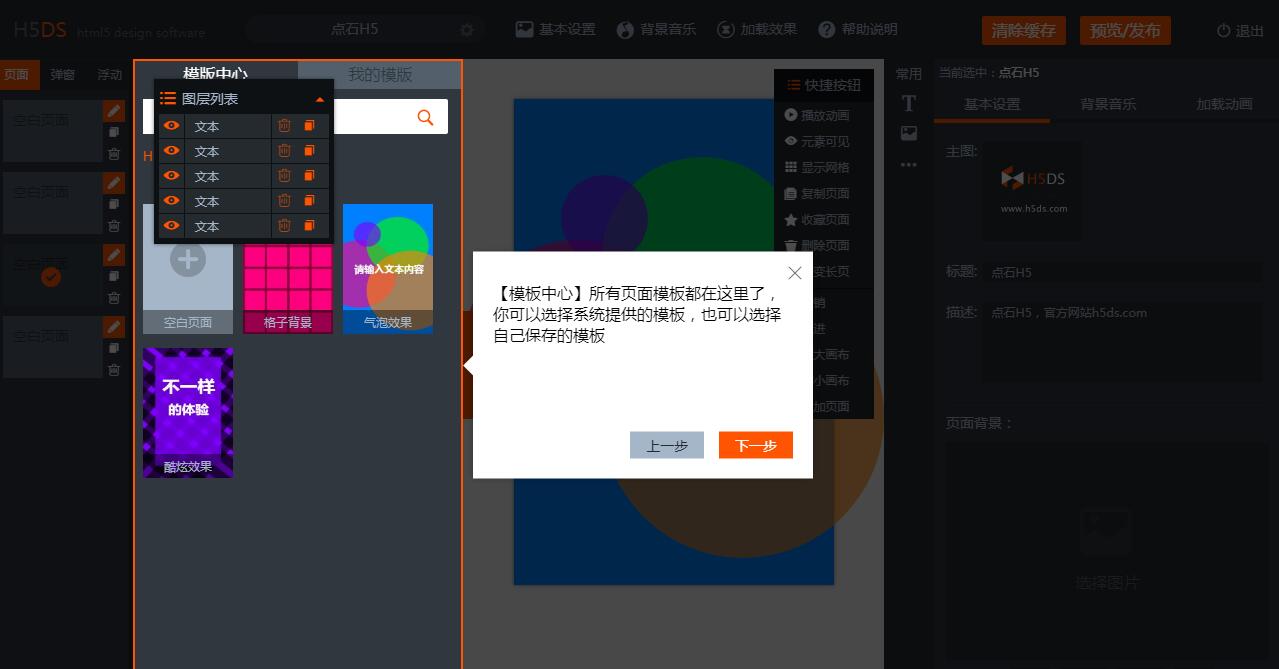 H5DS html5 design software
点石H5
基本设置
背景音乐
加载效果
帮助说明
清除缓存
预览/发布
退出
页面
弹窗
浮动
空白页面
空白页面
空白页面
空白页面
模版中心
我的模版
图层列表
文本
文本
文本
文本
文本
H
空白页面
格子背景
请输入文本内容
气泡效果
不一样
的体验
酷炫效果
【模板中心】所有页面模板都在这里了，
你可以选择系统提供的模板，也可以选择
自己保存的模板
上一步
下一步
快捷按钮
播放动画
元素可见
显示网格
复制页面
收藏页面
删除页面
变长页
销
进
大画布
小画布
加页面
常用
T
当前选中：点石H5
基本设置
背景音乐
加载动画
主图:
H5DS
www.h5ds.com
标题:
点石H5
描述:
点石H5，官方网站h5ds.com
页面背景：
选择图片